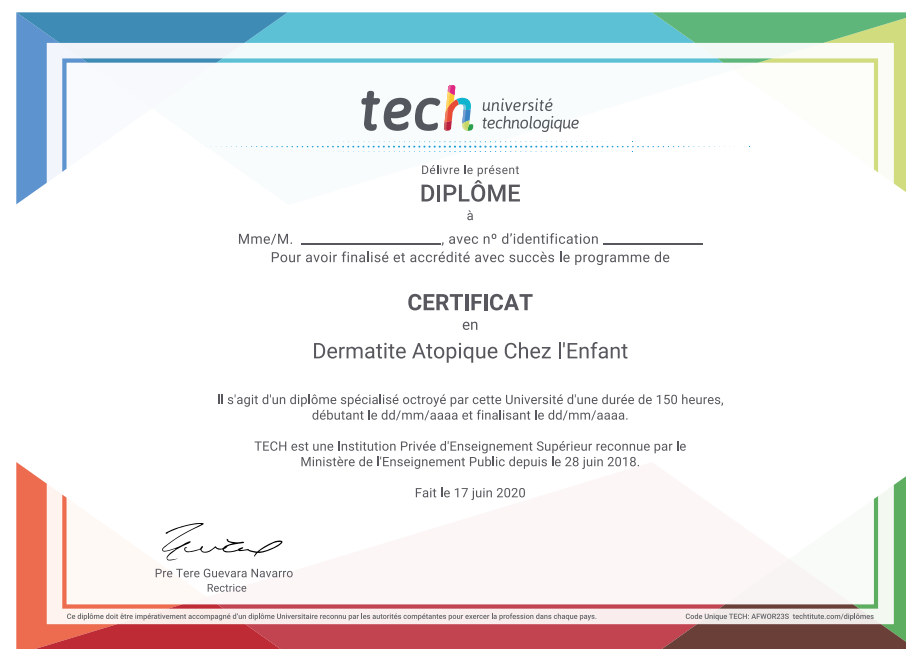 tech université
technologique
Délivre le présent
DIPLÔME
à
Mme/M. ____________________, avec nº d'identification ______________
Pour avoir finalisé et accrédité avec succès le programme de
CERTIFICAT
en
Dermatite Atopique Chez l'Enfant
Il s'agit d'un diplôme spécialisé octroyé par cette Université d'une durée de 150 heures,
débutant le dd/mm/aaaa et finalisant le dd/mm/aaaa.
TECH est une Institution Privée d'Enseignement Supérieur reconnue par le
Ministère de l'Enseignement Public depuis le 28 juin 2018.
Fait le 17 juin 2020
Pre Tere Guevara Navarro
Rectrice
Ce diplôme doit être impérativement accompagné d'un diplôme Universitaire reconnu par les autorités compétantes pour exercer la profession dans chaque pays.
Code Unique TECH: AFWOR23S techtitute.com/diplômes